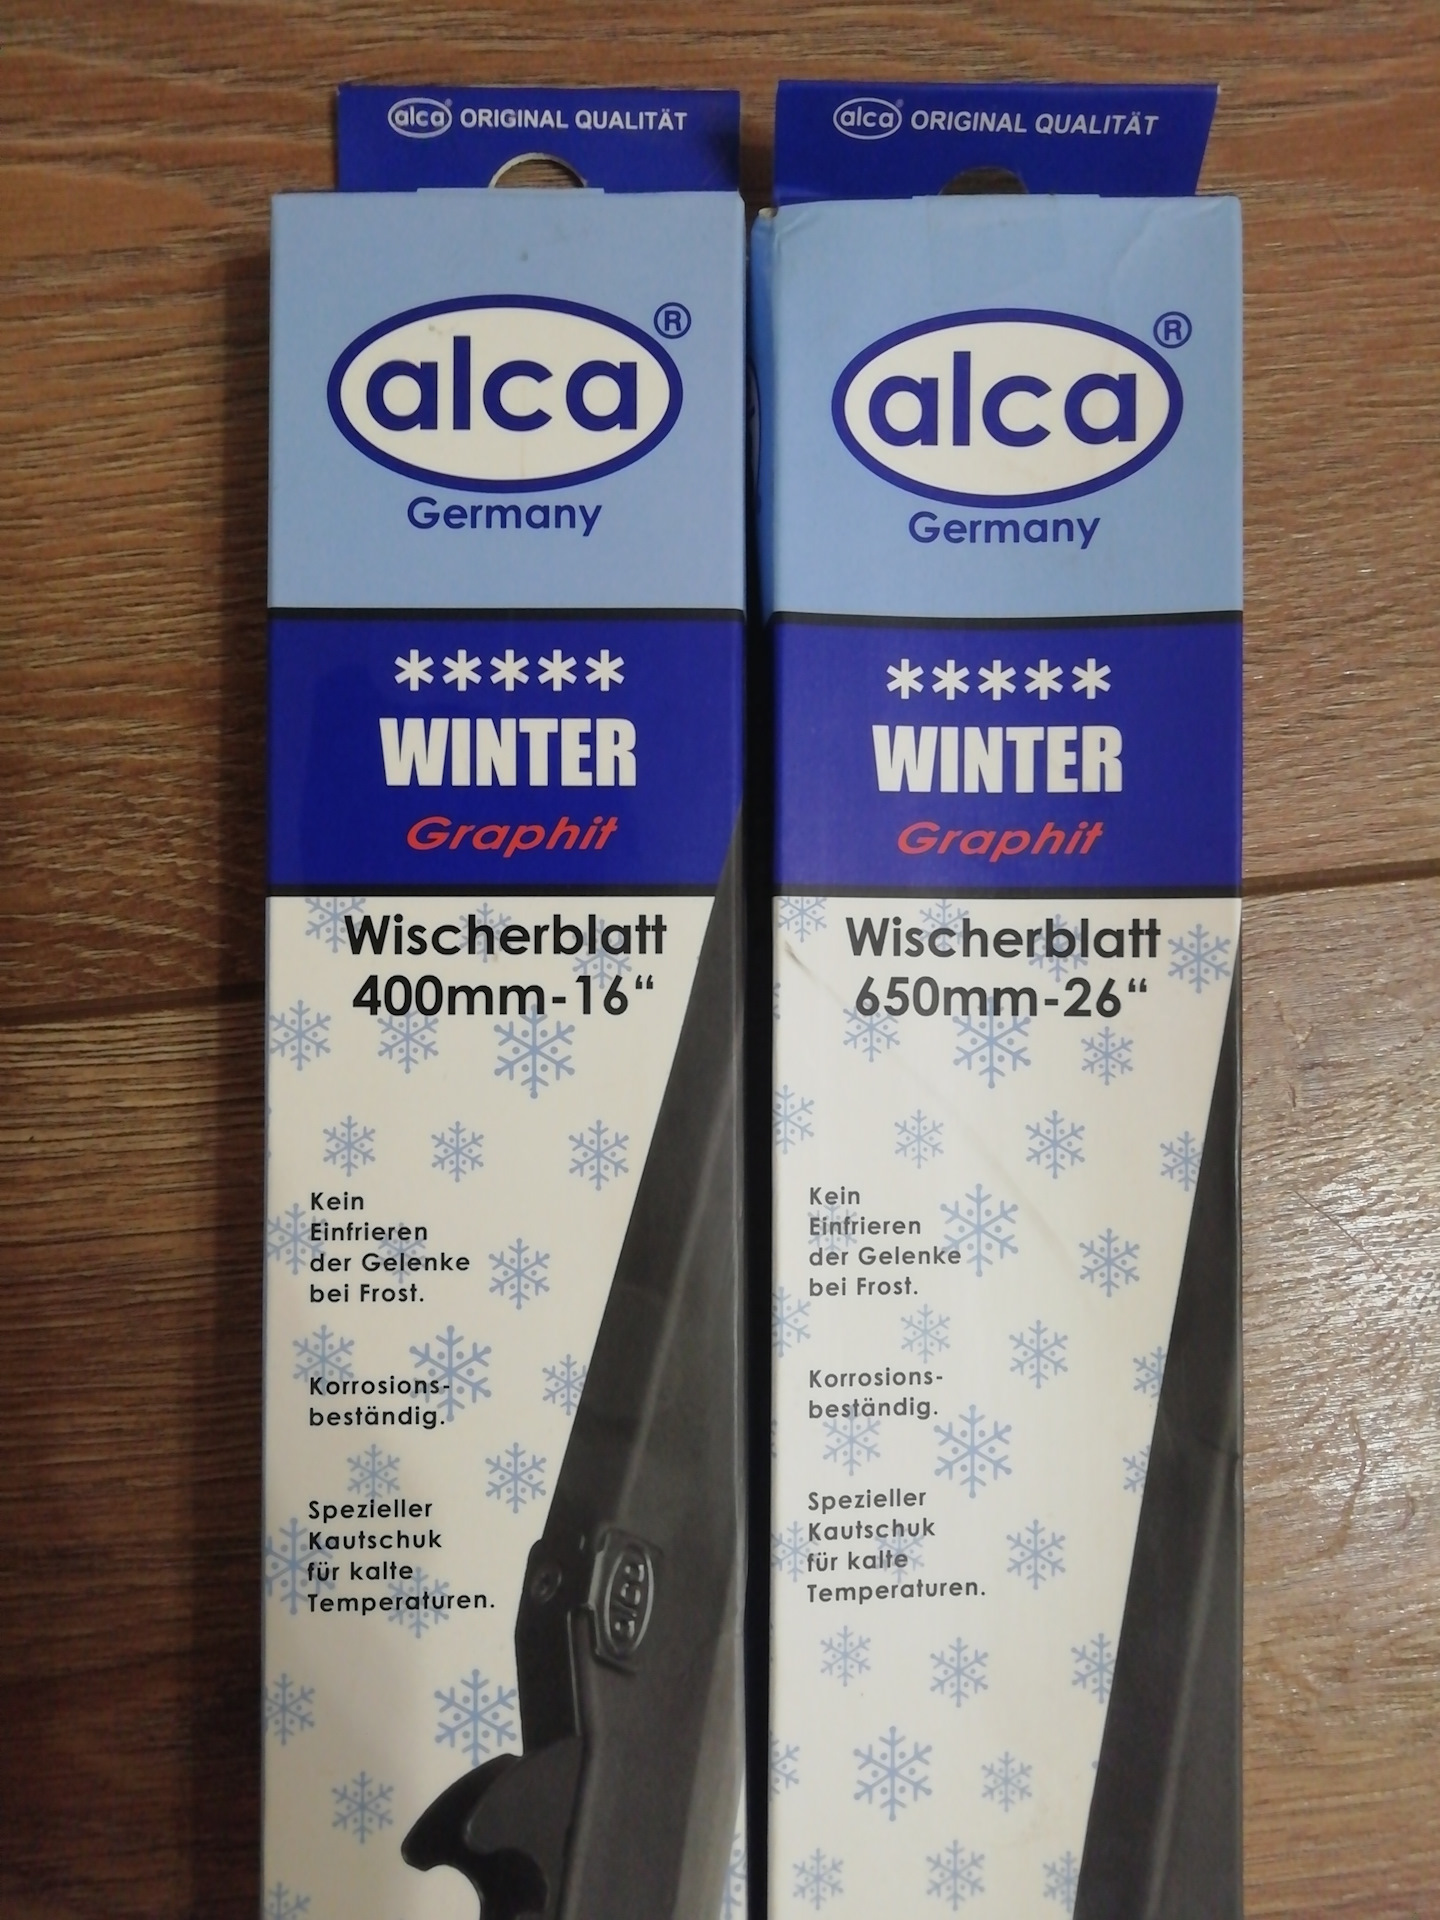 alca® ORIGINAL QUALITÄT
alca®
Germany
*****
WINTER
Graphit
Wischerblatt
400mm-16“
Kein
Einfrieren
der Gelenke
bei Frost.
Korrosions-
beständig.
Spezieller
Kautschuk
für kalte
Temperaturen.
alca
alca® ORIGINAL QUALITÄT
alca®
Germany
*****
WINTER
Graphit
Wischerblatt
650mm-26“
Kein
Einfrieren
der Gelenke
bei Frost.
Korrosions-
beständig.
Spezieller
Kautschuk
für kalte
Temperaturen.